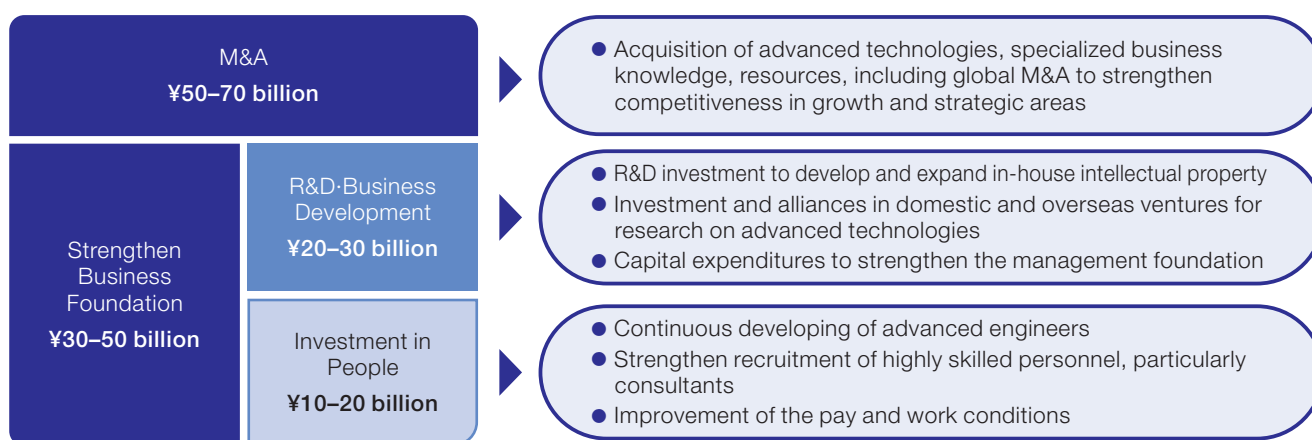 M&A
¥50–70 billion
● Acquisition of advanced technologies, specialized business
knowledge, resources, including global M&A to strengthen
competitiveness in growth and strategic areas
Strengthen
Business
Foundation
¥30–50 billion
R&D·Business
Development
¥20–30 billion
● R&D investment to develop and expand in-house intellectual property
● Investment and alliances in domestic and overseas ventures for
research on advanced technologies
● Capital expenditures to strengthen the management foundation
Investment in
People
¥10–20 billion
● Continuous developing of advanced engineers
● Strengthen recruitment of highly skilled personnel, particularly
consultants
● Improvement of the pay and work conditions